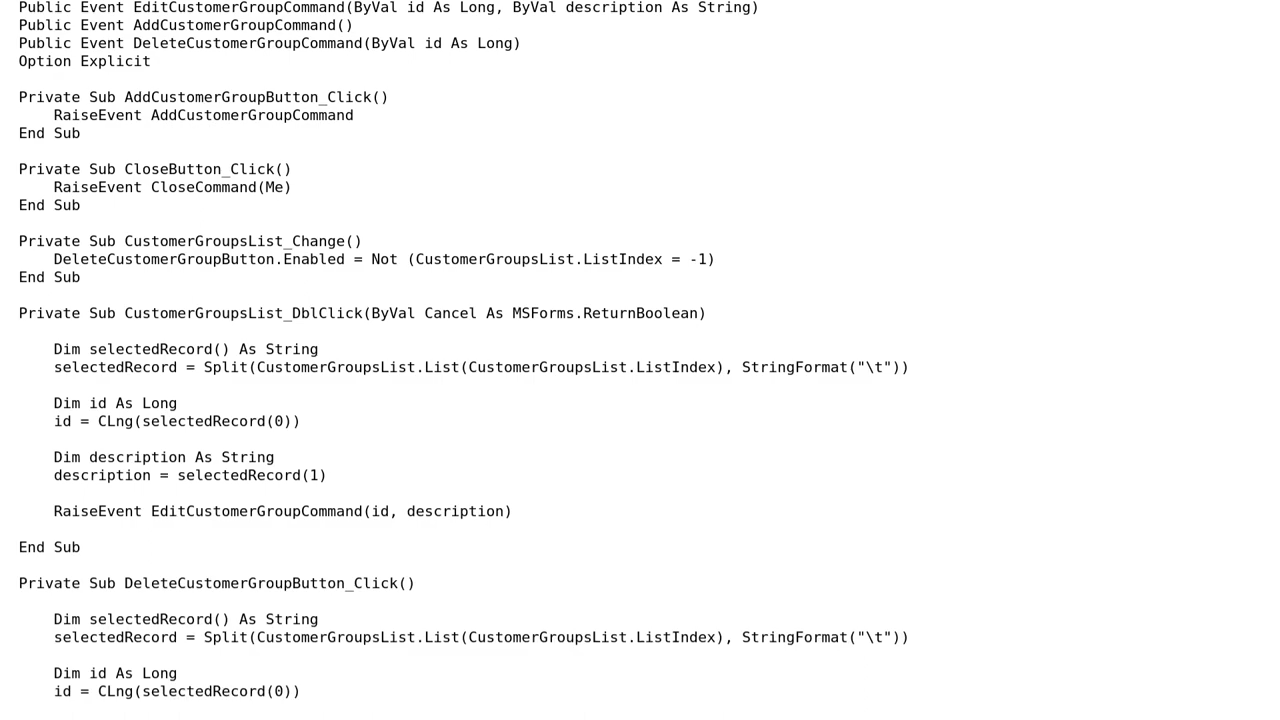 Public Event EditCustomerGroupCommand(ByVal id As Long, ByVal description As String)
Public Event AddCustomerGroupCommand()
Public Event DeleteCustomerGroupCommand(ByVal id As Long)
Option Explicit

Private Sub AddCustomerGroupButton_Click()
    RaiseEvent AddCustomerGroupCommand
End Sub

Private Sub CloseButton_Click()
    RaiseEvent CloseCommand(Me)
End Sub

Private Sub CustomerGroupsList_Change()
    DeleteCustomerGroupButton.Enabled = Not (CustomerGroupsList.ListIndex = -1)
End Sub

Private Sub CustomerGroupsList_DblClick(ByVal Cancel As MSForms.ReturnBoolean)

    Dim selectedRecord() As String
    selectedRecord = Split(CustomerGroupsList.List(CustomerGroupsList.ListIndex), StringFormat("\t"))

    Dim id As Long
    id = CLng(selectedRecord(0))

    Dim description As String
    description = selectedRecord(1)

    RaiseEvent EditCustomerGroupCommand(id, description)

End Sub

Private Sub DeleteCustomerGroupButton_Click()

    Dim selectedRecord() As String
    selectedRecord = Split(CustomerGroupsList.List(CustomerGroupsList.ListIndex), StringFormat("\t"))

    Dim id As Long
    id = CLng(selectedRecord(0))